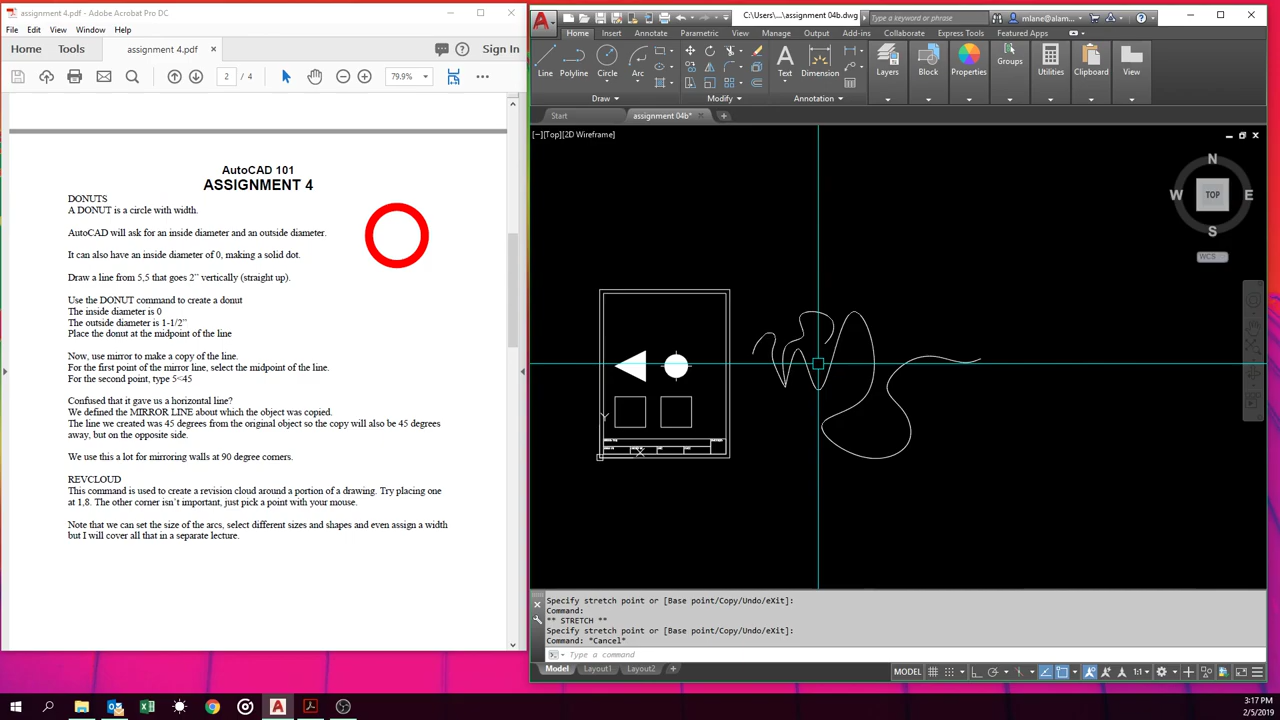 assignment 4.pdf - Adobe Acrobat Pro DC
File Edit View Window Help
Home Tools assignment 4.pdf × Sign In
2 / 4 79.9%
AutoCAD 101
ASSIGNMENT 4
DONUTS
A DONUT is a circle with width.
AutoCAD will ask for an inside diameter and an outside diameter.
It can also have an inside diameter of 0, making a solid dot.
Draw a line from 5,5 that goes 2” vertically (straight up).
Use the DONUT command to create a donut
The inside diameter is 0
The outside diameter is 1-1/2”
Place the donut at the midpoint of the line
Now, use mirror to make a copy of the line.
For the first point of the mirror line, select the midpoint of the line.
For the second point, type 5<45
Confused that it gave us a horizontal line?
We defined the MIRROR LINE about which the object was copied.
The line we created was 45 degrees from the original object so the copy will also be 45 degrees
away, but on the opposite side.
We use this a lot for mirroring walls at 90 degree corners.
REVCLOUD
This command is used to create a revision cloud around a portion of a drawing. Try placing one
at 1,8. The other corner isn’t important, just pick a point with your mouse.
Note that we can set the size of the arcs, select different sizes and shapes and even assign a width
but I will cover all that in a separate lecture.
C:\Users\...\assignment 04b.dwg Type a keyword or phrase mlane@alam...
Home Insert Annotate Parametric View Manage Output Add-ins Collaborate Express Tools Featured Apps
Line Polyline Circle Arc Text Dimension Layers Block Properties Groups Utilities Clipboard View
Draw Modify Annotation
Start assignment 04b*
[−][Top][2D Wireframe]
N
W TOP E
S
WCS
Y
X
Specify stretch point or [Base point/Copy/Undo/eXit]:
Command:
** STRETCH **
Specify stretch point or [Base point/Copy/Undo/eXit]:
Command: *Cancel*
Type a command
Model Layout1 Layout2 + MODEL 1:1
3:17 PM
2/5/2019